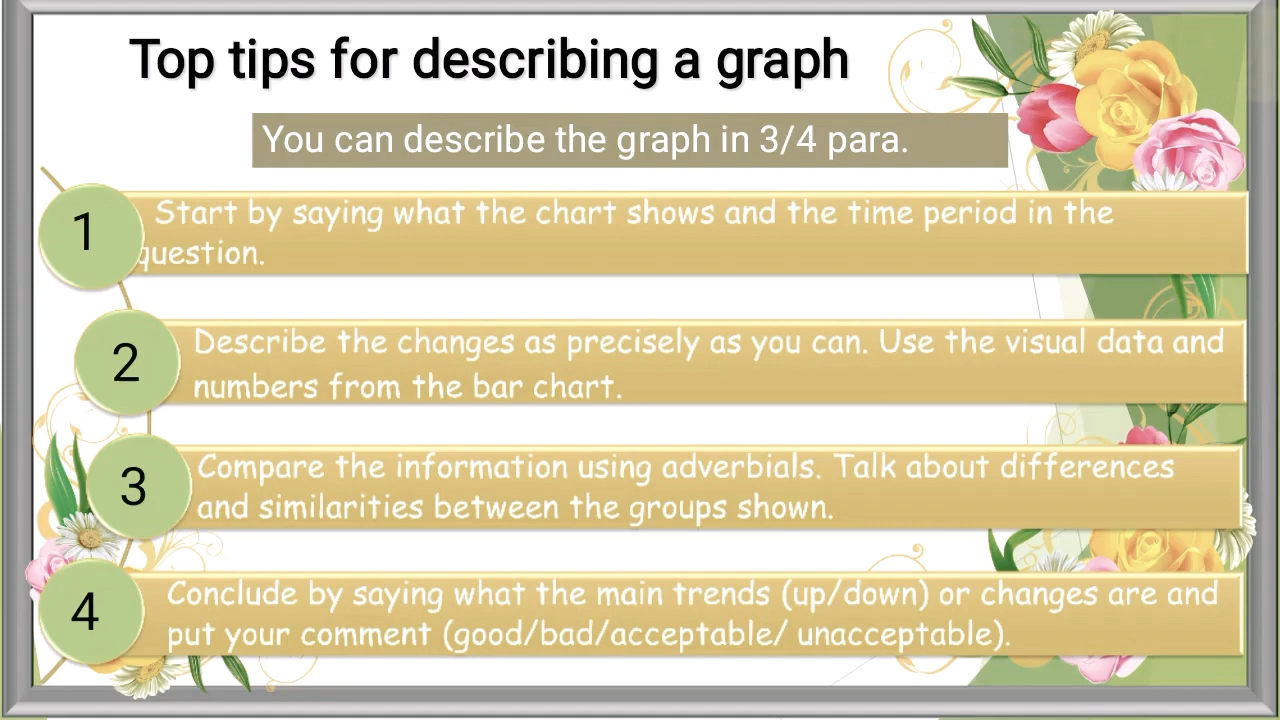 Top tips for describing a graph
You can describe the graph in 3/4 para.
1
Start by saying what the chart shows and the time period in the
question.
2
Describe the changes as precisely as you can. Use the visual data and
numbers from the bar chart.
3
Compare the information using adverbials. Talk about differences
and similarities between the groups shown.
4
Conclude by saying what the main trends (up/down) or changes are and
put your comment (good/bad/acceptable/ unacceptable).